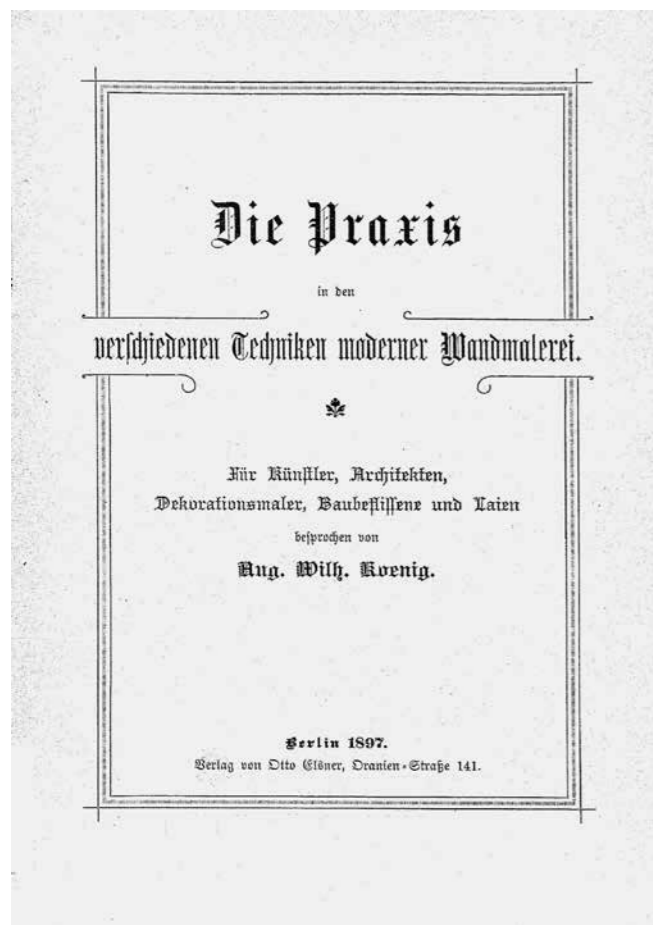 Die Praxis
in den
verschiedenen Techniken moderner Wandmalerei.
Für Künstler, Architekten,
Dekorationsmaler, Baubeflissene und Laien
besprochen von
Aug. Wilh. Koenig.
Berlin 1897.
Verlag von Otto Elsner, Oranien-Straße 141.